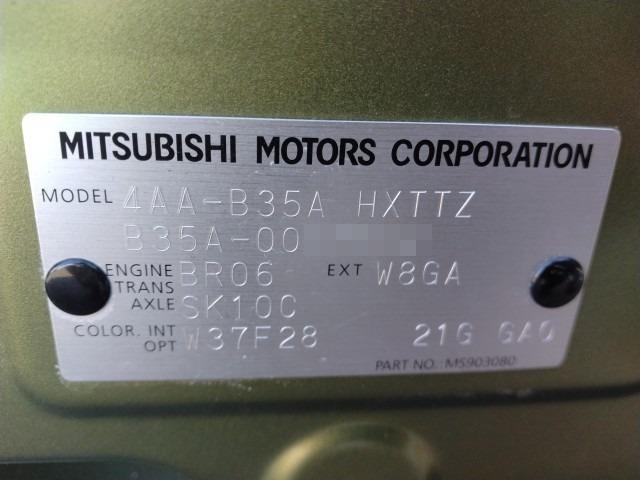 MITSUBISHI MOTORS CORPORATION
MODEL 4AA-B35A HXTTZ
B35A-00
ENGINE BR06 EXT W8GA
TRANS
AXLE SK10C
COLOR. INT W37F28 21G GA0
OPT
PART NO.: MS903080